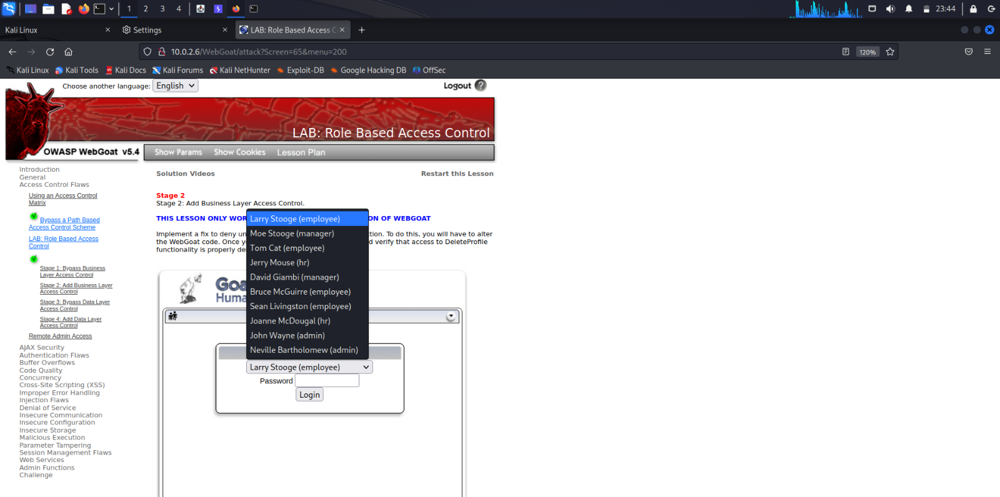 1 2 3 4 23:44
Kali Linux Settings LAB: Role Based Access C
10.0.2.6/WebGoat/attack?Screen=65&menu=200 120%
Kali Linux Kali Tools Kali Docs Kali Forums Kali NetHunter Exploit-DB Google Hacking DB OffSec
Choose another language: English Logout ?
LAB: Role Based Access Control
OWASP WebGoat v5.4 Show Params Show Cookies Lesson Plan
Introduction
General
Access Control Flaws
Using an Access Control
Matrix
Bypass a Path Based
Access Control Scheme
LAB: Role Based Access
Control
Stage 1: Bypass Business
Layer Access Control
Stage 2: Add Business Layer
Access Control
Stage 3: Bypass Data Layer
Access Control
Stage 4: Add Data Layer
Access Control
Remote Admin Access
AJAX Security
Authentication Flaws
Buffer Overflows
Code Quality
Concurrency
Cross-Site Scripting (XSS)
Improper Error Handling
Injection Flaws
Denial of Service
Insecure Communication
Insecure Configuration
Insecure Storage
Malicious Execution
Parameter Tampering
Session Management Flaws
Web Services
Admin Functions
Challenge
Solution Videos Restart this Lesson
Stage 2
Stage 2: Add Business Layer Access Control.
THIS LESSON ONLY WOR ON OF WEBGOAT
Implement a fix to deny un tion. To do this, you will have to alter
the WebGoat code. Once yo d verify that access to DeleteProfile
functionality is properly de
Goa
Huma
Larry Stooge (employee)
Moe Stooge (manager)
Tom Cat (employee)
Jerry Mouse (hr)
David Giambi (manager)
Bruce McGuirre (employee)
Sean Livingston (employee)
Joanne McDougal (hr)
John Wayne (admin)
Neville Bartholomew (admin)
Larry Stooge (employee)
Password
Login